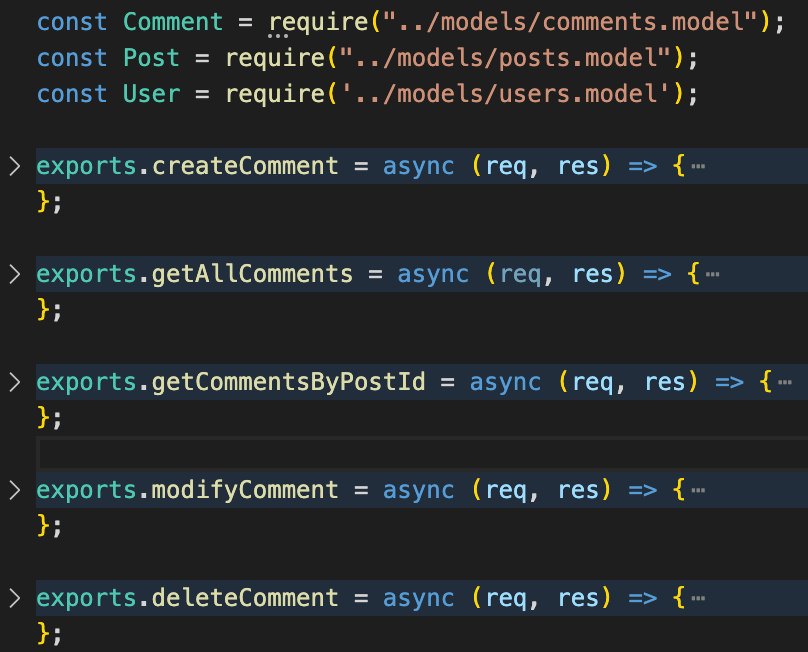 const Comment = require("../models/comments.model");
const Post = require("../models/posts.model");
const User = require('../models/users.model');
exports.createComment = async (req, res) => {⋯
};
exports.getAllComments = async (req, res) => {⋯
};
exports.getCommentsByPostId = async (req, res) => {⋯
};
exports.modifyComment = async (req, res) => {⋯
};
exports.deleteComment = async (req, res) => {⋯
};